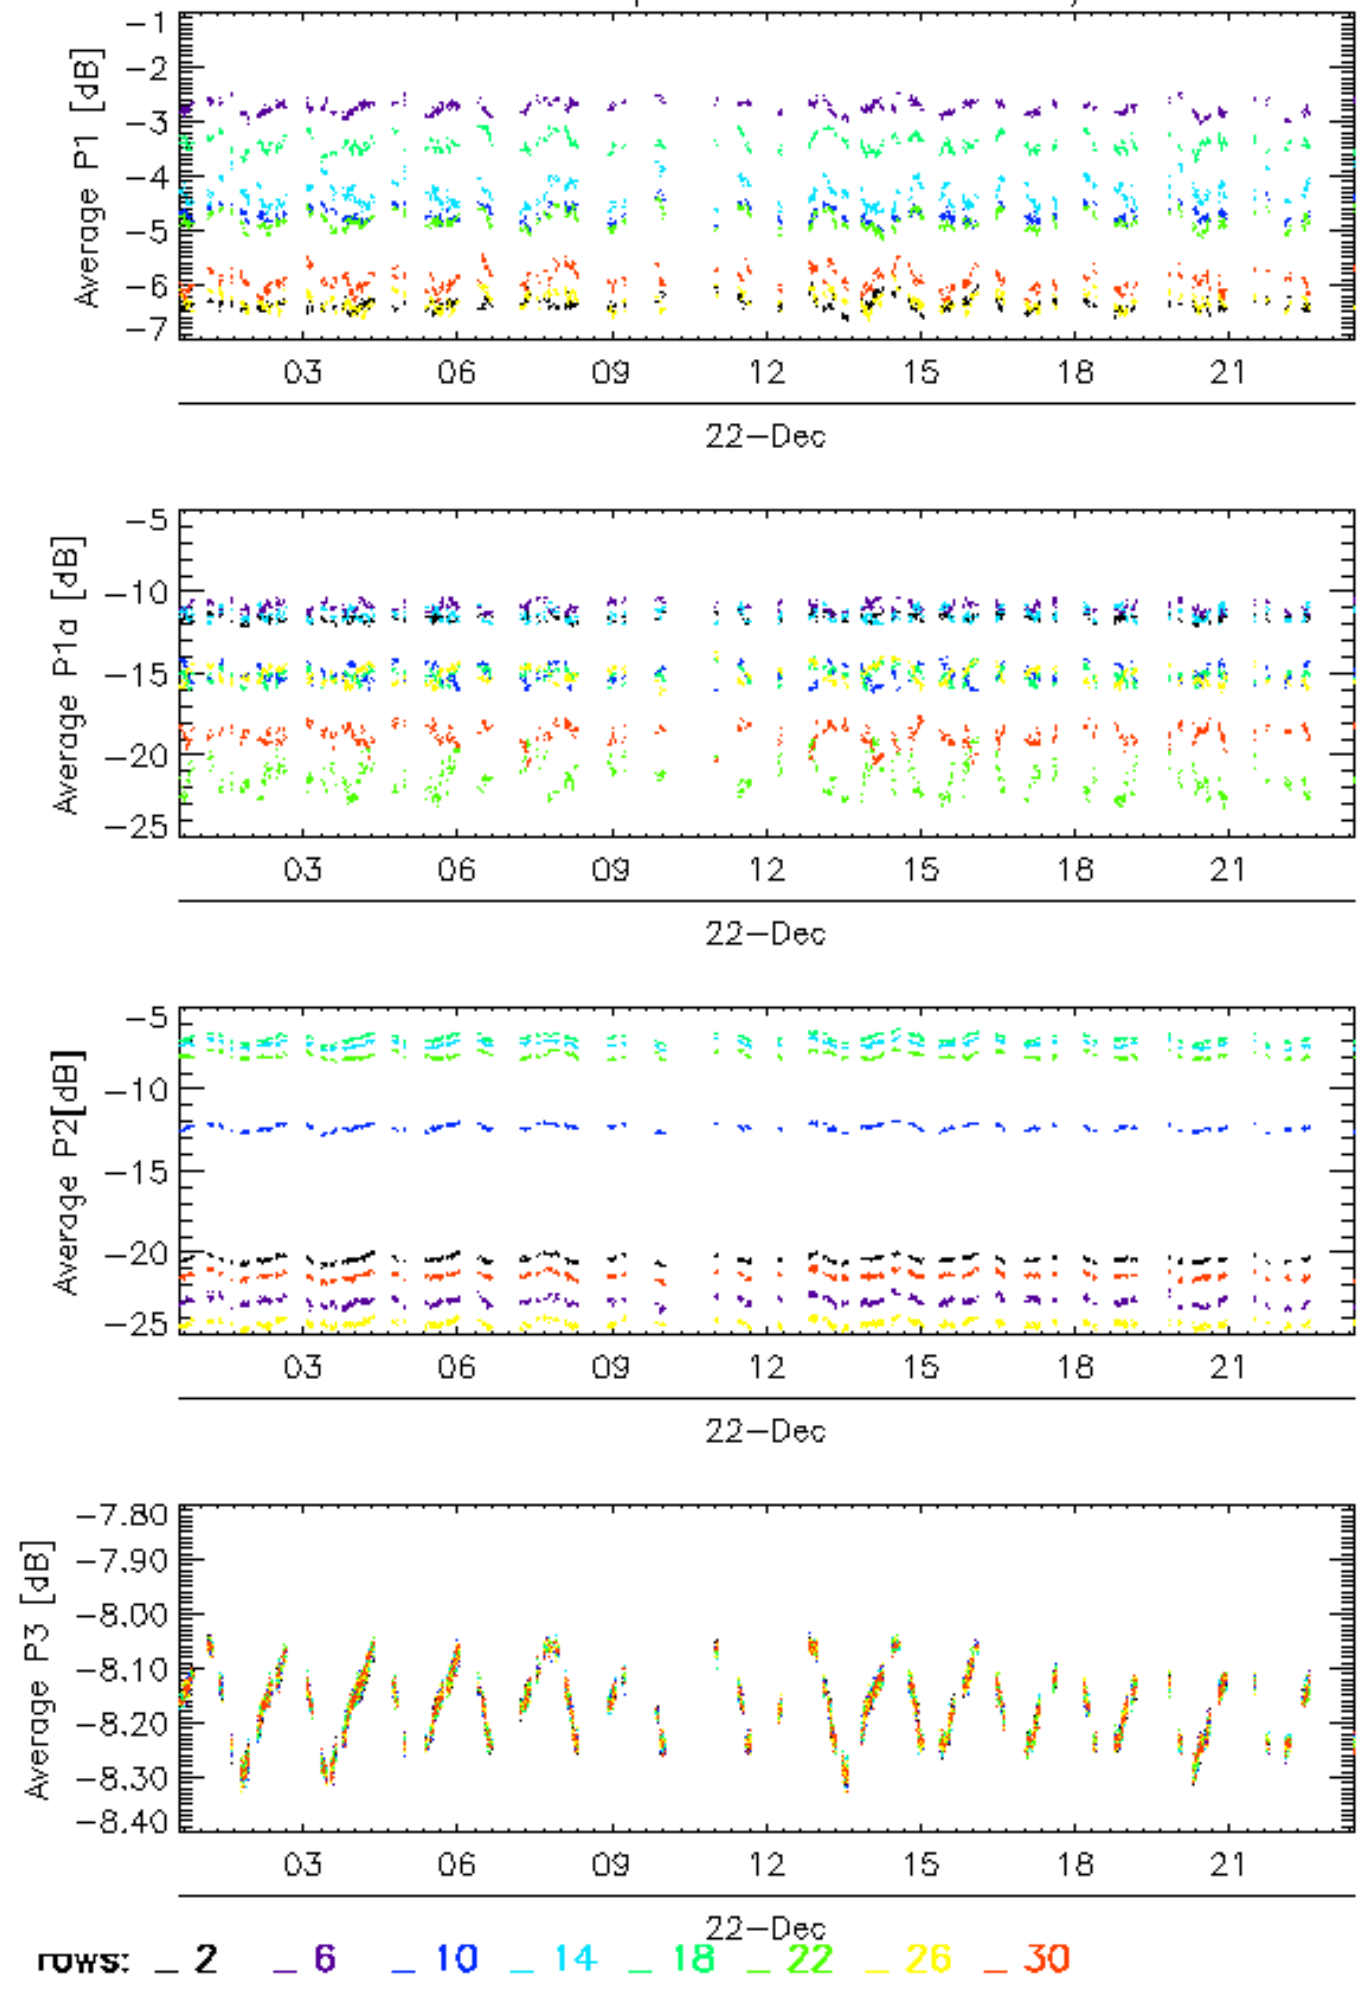 Average P1 [dB]
-1
-2
-3
-4
-5
-6
-7
03 06 09 12 15 18 21
22-Dec
Average P1a [dB]
-5
-10
-15
-20
-25
03 06 09 12 15 18 21
22-Dec
Average P2[dB]
-5
-10
-15
-20
-25
03 06 09 12 15 18 21
22-Dec
Average P3 [dB]
-7.80
-7.90
-8.00
-8.10
-8.20
-8.30
-8.40
03 06 09 12 15 18 21
22-Dec
rows: _ 2 _ 6 _ 10 _ 14 _ 18 _ 22 _ 26 _ 30